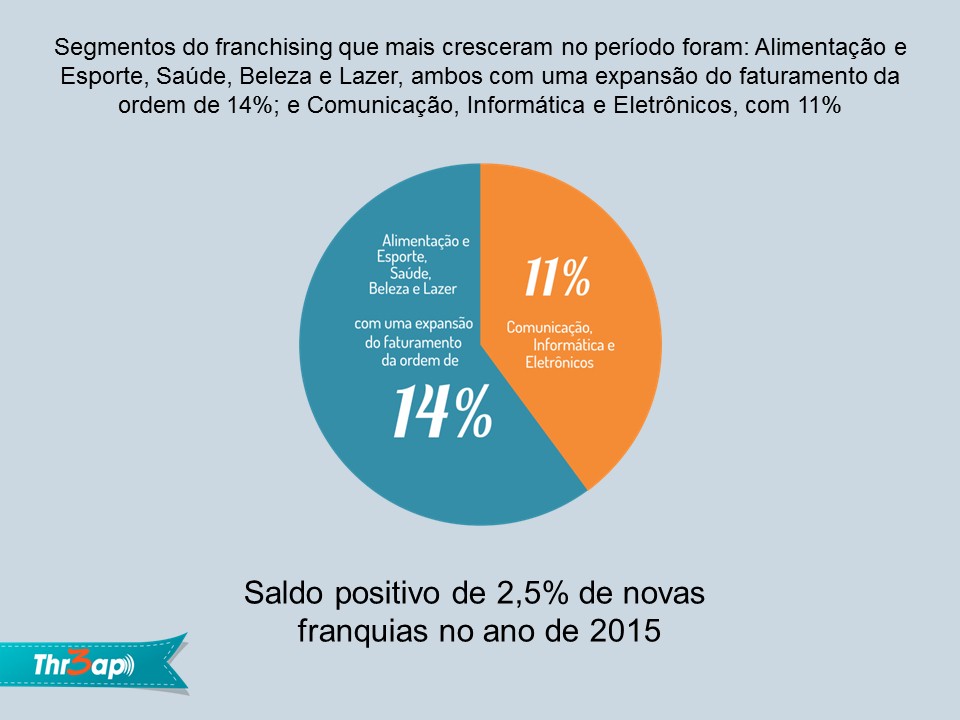 Segmentos do franchising que mais cresceram no período foram: Alimentação e
Esporte, Saúde, Beleza e Lazer, ambos com uma expansão do faturamento da
ordem de 14%; e Comunicação, Informática e Eletrônicos, com 11%
Alimentação e
Esporte,
Saúde,
Beleza e Lazer
com uma expansão
do faturamento
da ordem de
14%
11%
Comunicação,
Informática e
Eletrônicos
Saldo positivo de 2,5% de novas
franquias no ano de 2015
Thr3ap